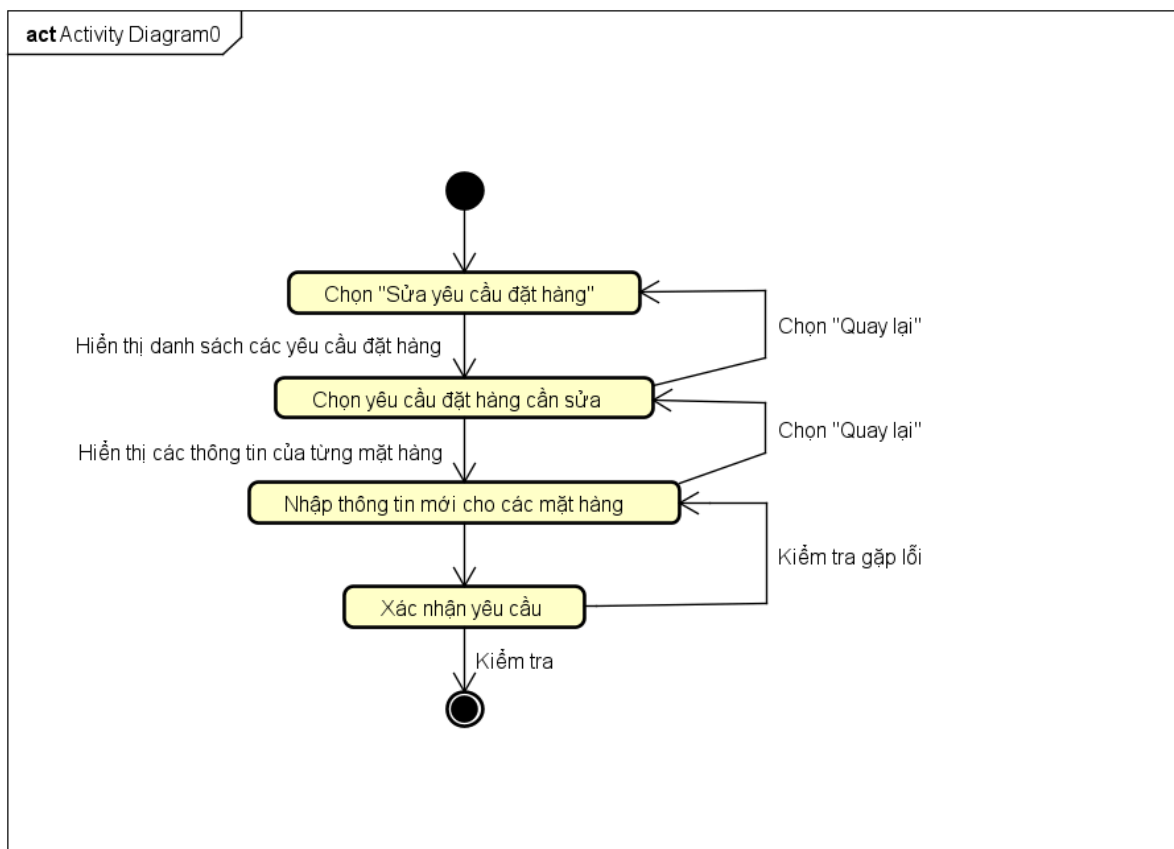 act Activity Diagram0
Chọn "Sửa yêu cầu đặt hàng"
Chọn "Quay lại"
Hiển thị danh sách các yêu cầu đặt hàng
Chọn yêu cầu đặt hàng cần sửa
Chọn "Quay lại"
Hiển thị các thông tin của từng mặt hàng
Nhập thông tin mới cho các mặt hàng
Kiểm tra gặp lỗi
Xác nhận yêu cầu
Kiểm tra